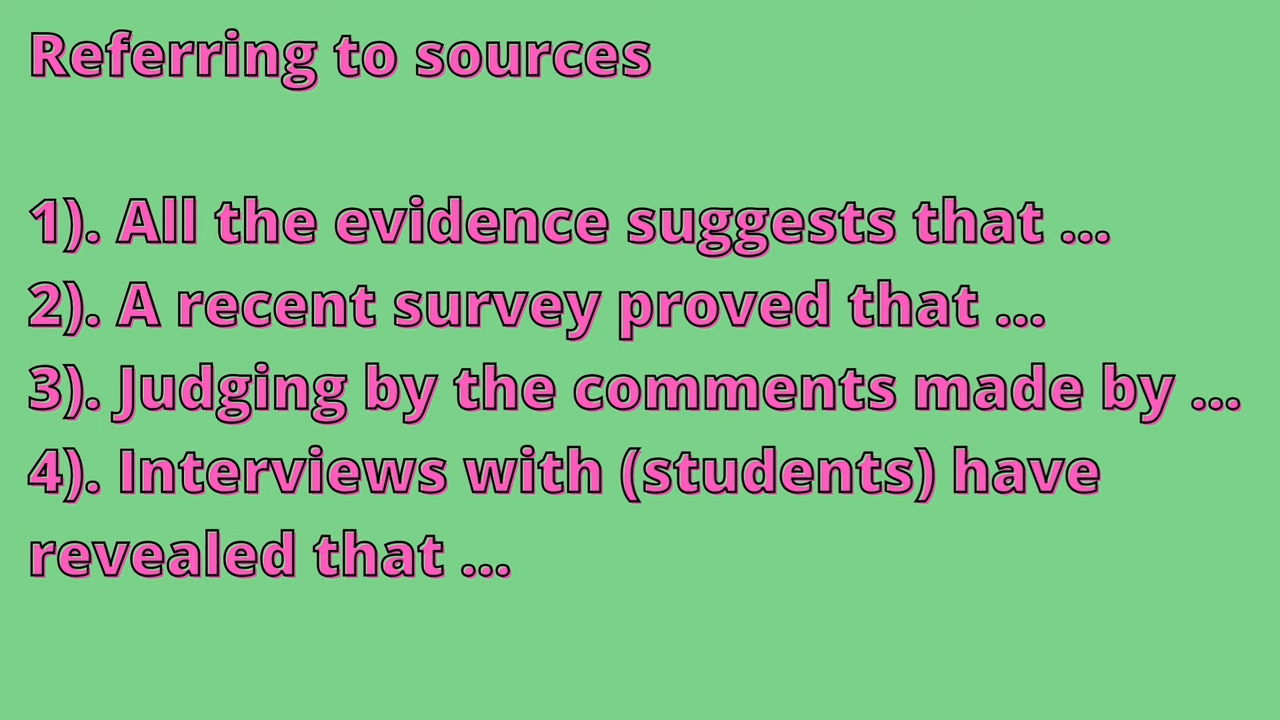 Referring to sources
1). All the evidence suggests that ...
2). A recent survey proved that ...
3). Judging by the comments made by ...
4). Interviews with (students) have
revealed that ...